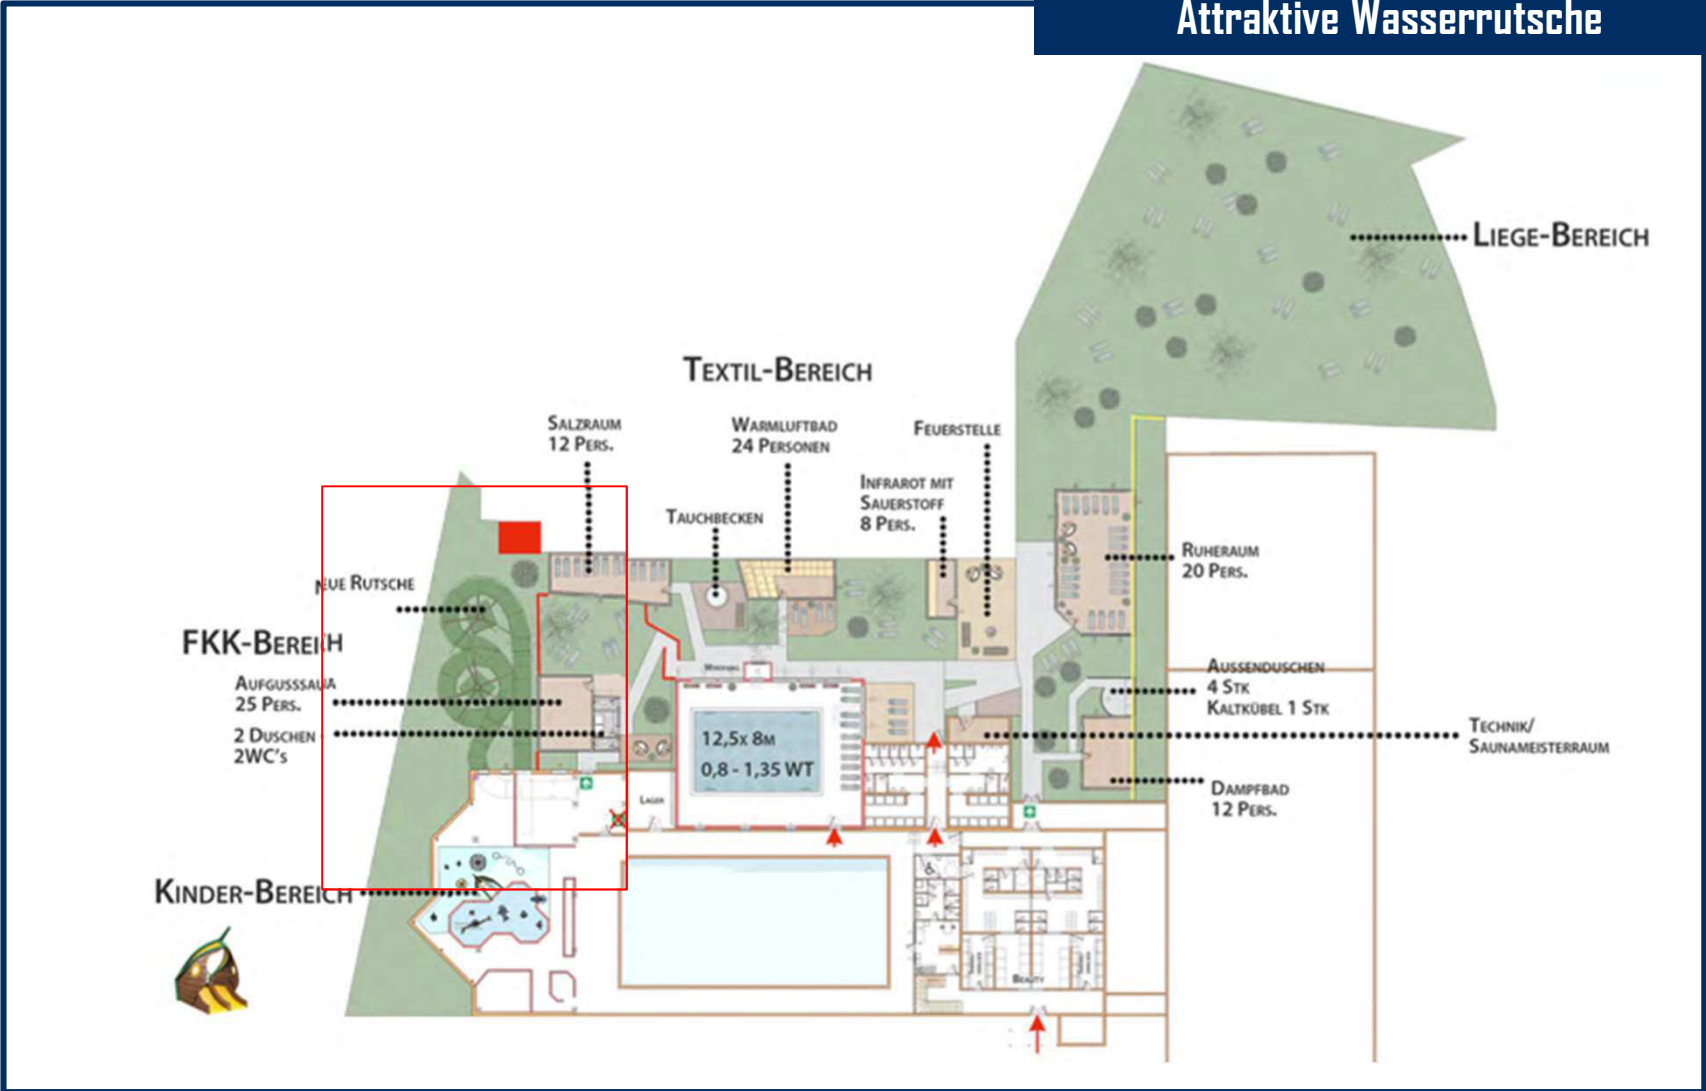 Attraktive Wasserrutsche
Liege-Bereich
Textil-Bereich
Salzraum
12 Pers.
Warmluftbad
24 Personen
Feuerstelle
Infrarot mit
Sauerstoff
8 Pers.
Tauchbecken
Ruheraum
20 Pers.
Neue Rutsche
FKK-Bereich
Aufgusssauna
25 Pers.
2 Duschen
2WC's
Aussenduschen
4 Stk
Kaltkübel 1 Stk
Technik/
Saunameisterraum
12,5x 8m
0,8 - 1,35 WT
Dampfbad
12 Pers.
Lager
Kinder-Bereich
Beauty